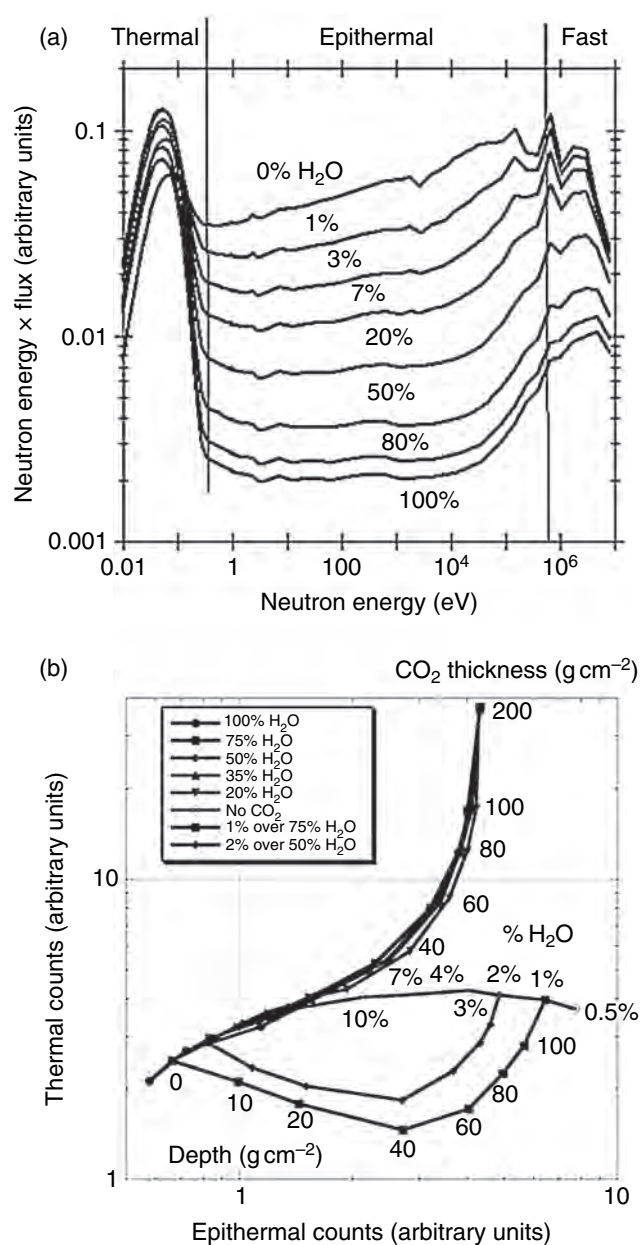 (a)
Thermal Epithermal Fast
0.1
0.01
0.001
Neutron energy × flux (arbitrary units)
0% H₂O
1%
3%
7%
20%
50%
80%
100%
0.01 1 100 10⁴ 10⁶
Neutron energy (eV)
(b)
CO₂ thickness (g cm⁻²)
100% H₂O
75% H₂O
50% H₂O
35% H₂O
20% H₂O
No CO₂
1% over 75% H₂O
2% over 50% H₂O
200
100
80
60
40
% H₂O
7% 4% 2% 1%
10% 3% 0.5%
100
80
60
40
20
10
0
Depth (g cm⁻²)
10
1
Thermal counts (arbitrary units)
1 10
Epithermal counts (arbitrary units)